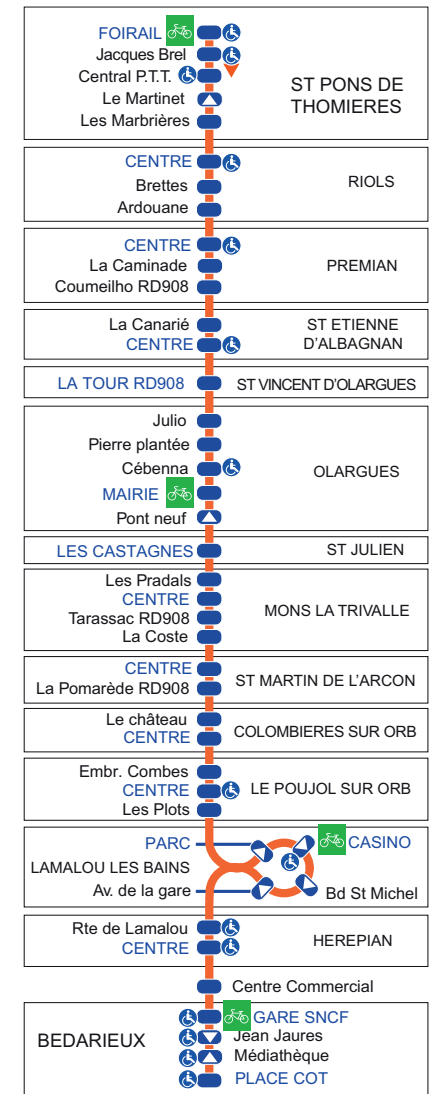 FOIRAIL
Jacques Brel
Central P.T.T.
Le Martinet
Les Marbrières
ST PONS DE
THOMIERES
CENTRE
Brettes
Ardouane
RIOLS
CENTRE
La Caminade
Coumeilho RD908
PREMIAN
La Canarié
CENTRE
ST ETIENNE
D'ALBAGNAN
LA TOUR RD908
ST VINCENT D'OLARGUES
Julio
Pierre plantée
Cébenna
MAIRIE
Pont neuf
OLARGUES
LES CASTAGNES
ST JULIEN
Les Pradals
CENTRE
Tarassac RD908
La Coste
MONS LA TRIVALLE
CENTRE
La Pomarède RD908
ST MARTIN DE L'ARCON
Le château
CENTRE
COLOMBIERES SUR ORB
Embr. Combes
CENTRE
Les Plots
LE POUJOL SUR ORB
PARC
CASINO
LAMALOU LES BAINS
Av. de la gare
Bd St Michel
Rte de Lamalou
CENTRE
HEREPIAN
Centre Commercial
BEDARIEUX
GARE SNCF
Jean Jaures
Médiathèque
PLACE COT